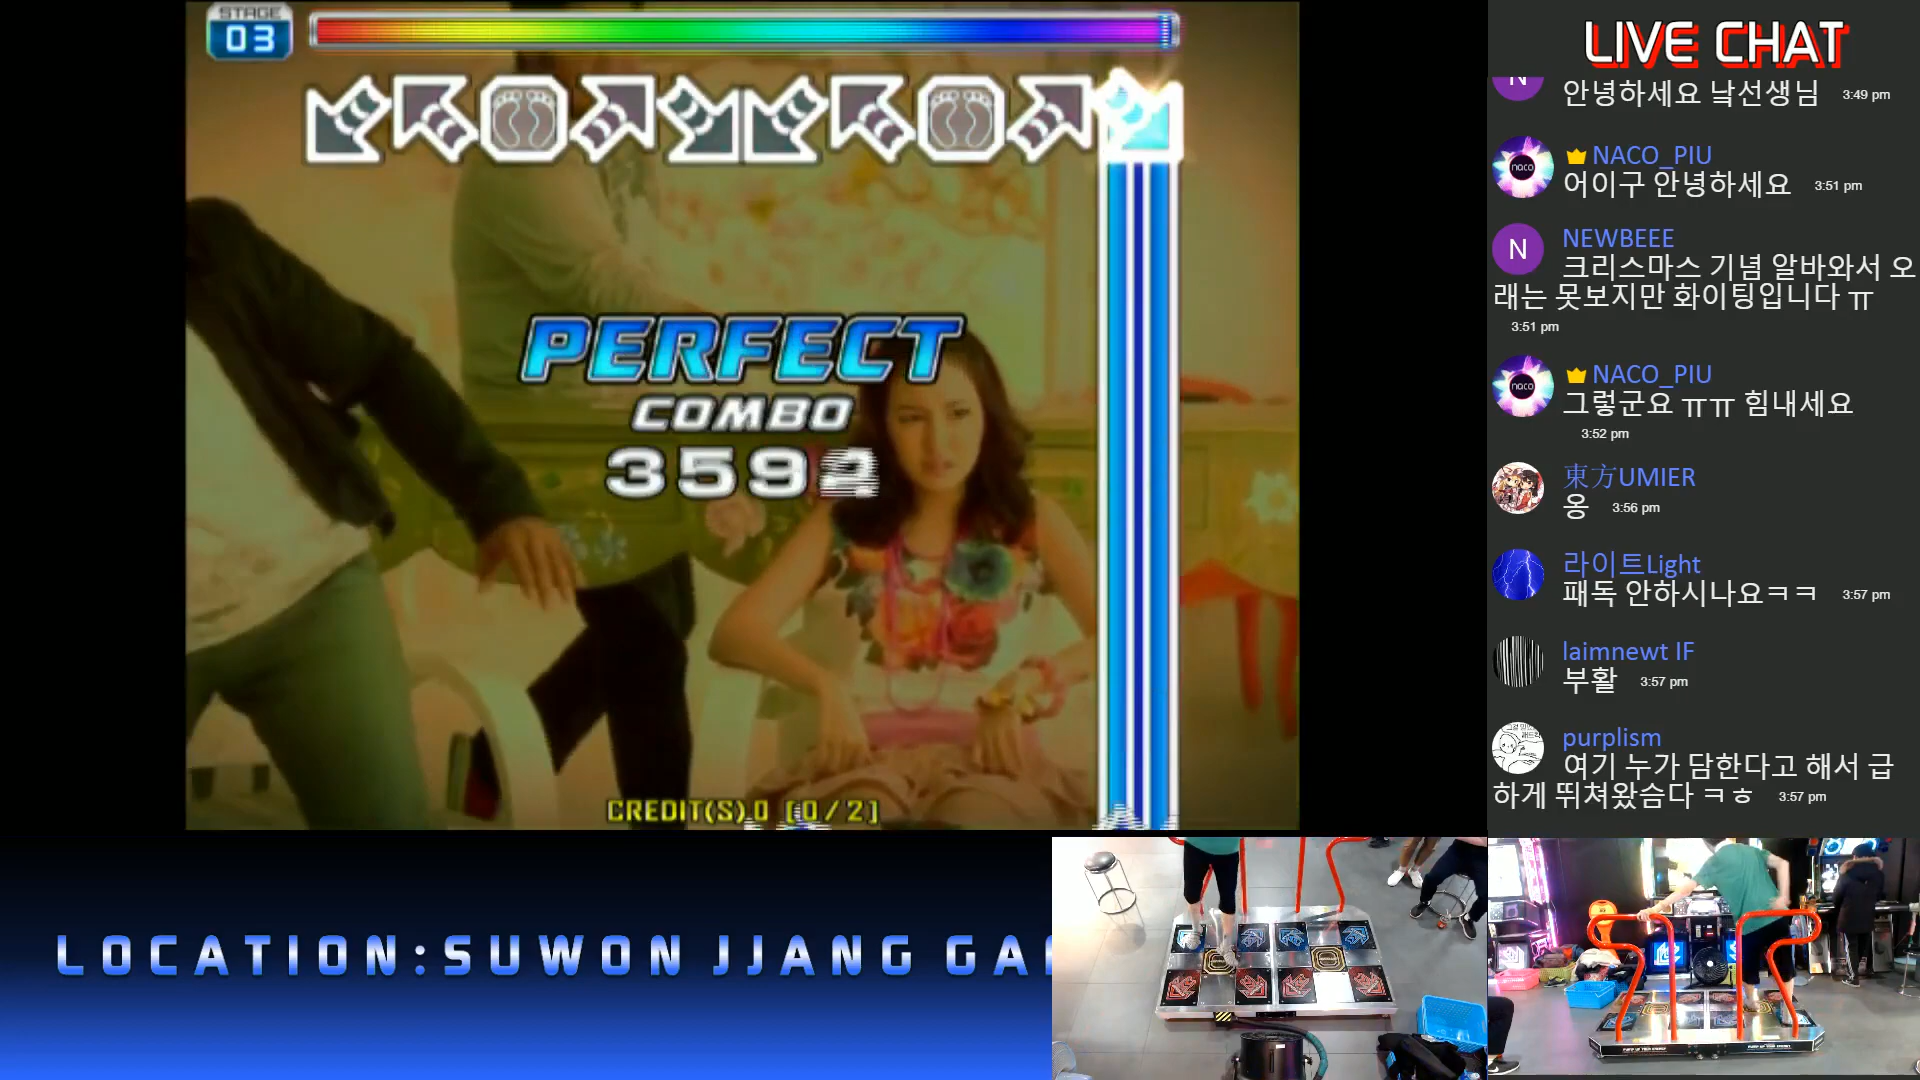 STAGE
03
PERFECT
COMBO
CREDIT(S) 0 [0/2]
LOCATION:SUWON JJANG GA
LIVE CHAT
N
안녕하세요 낰선생님 3:49 pm
naco
NACO_PIU
어이구 안녕하세요 3:51 pm
N
NEWBEEE
크리스마스 기념 알바와서 오
래는 못보지만 화이팅입니다 ㅠ
3:51 pm
naco
NACO_PIU
그렇군요 ㅠㅠ 힘내세요
3:52 pm
東方UMIER
옹 3:56 pm
라이트Light
패독 안하시나요ㅋㅋ 3:57 pm
laimnewt IF
부활 3:57 pm
purplism
여기 누가 담한다고 해서 급
하게 뛰쳐왔슴다 ㅋㅎ 3:57 pm